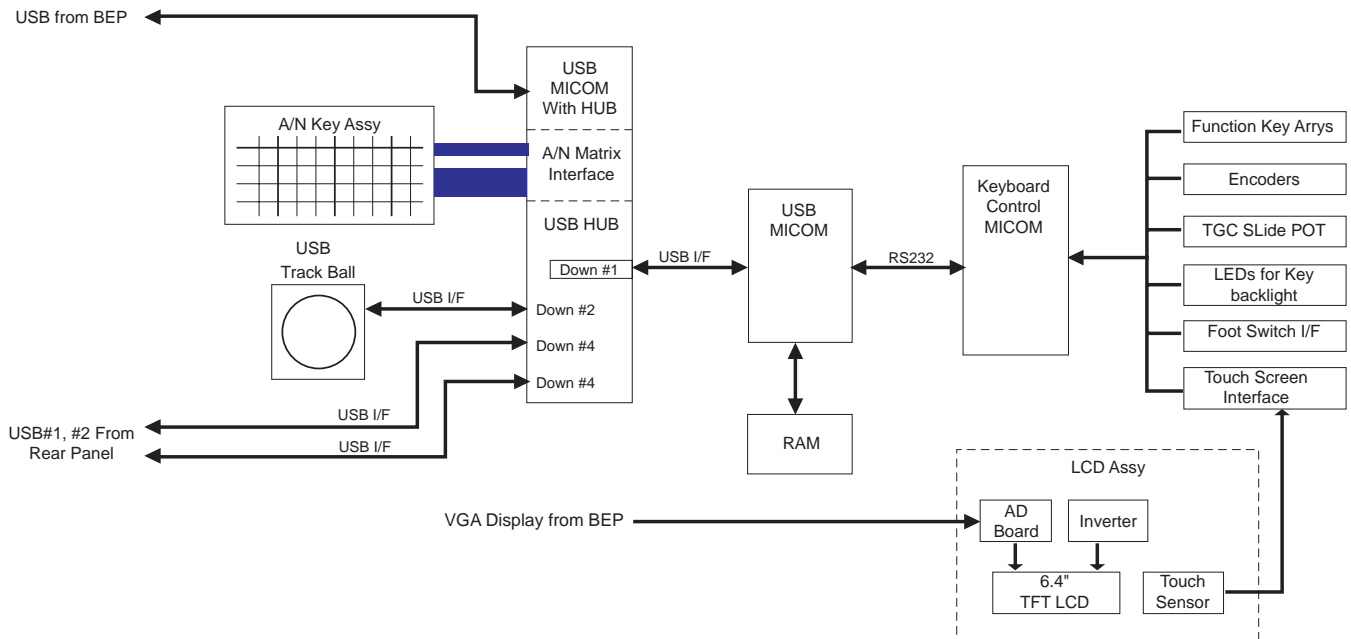 USB from BEP
USB
MICOM
With HUB
A/N Key Assy
A/N Matrix
Interface
USB HUB
Down #1
Down #2
Down #4
Down #4
USB
Track Ball
USB I/F
USB I/F
USB I/F
USB#1, #2 From
Rear Panel
USB I/F
USB
MICOM
RS232
RAM
Keyboard
Control
MICOM
Function Key Arrys
Encoders
TGC SLide POT
LEDs for Key
backlight
Foot Switch I/F
Touch Screen
Interface
LCD Assy
VGA Display from BEP
AD
Board
Inverter
6.4"
TFT LCD
Touch
Sensor